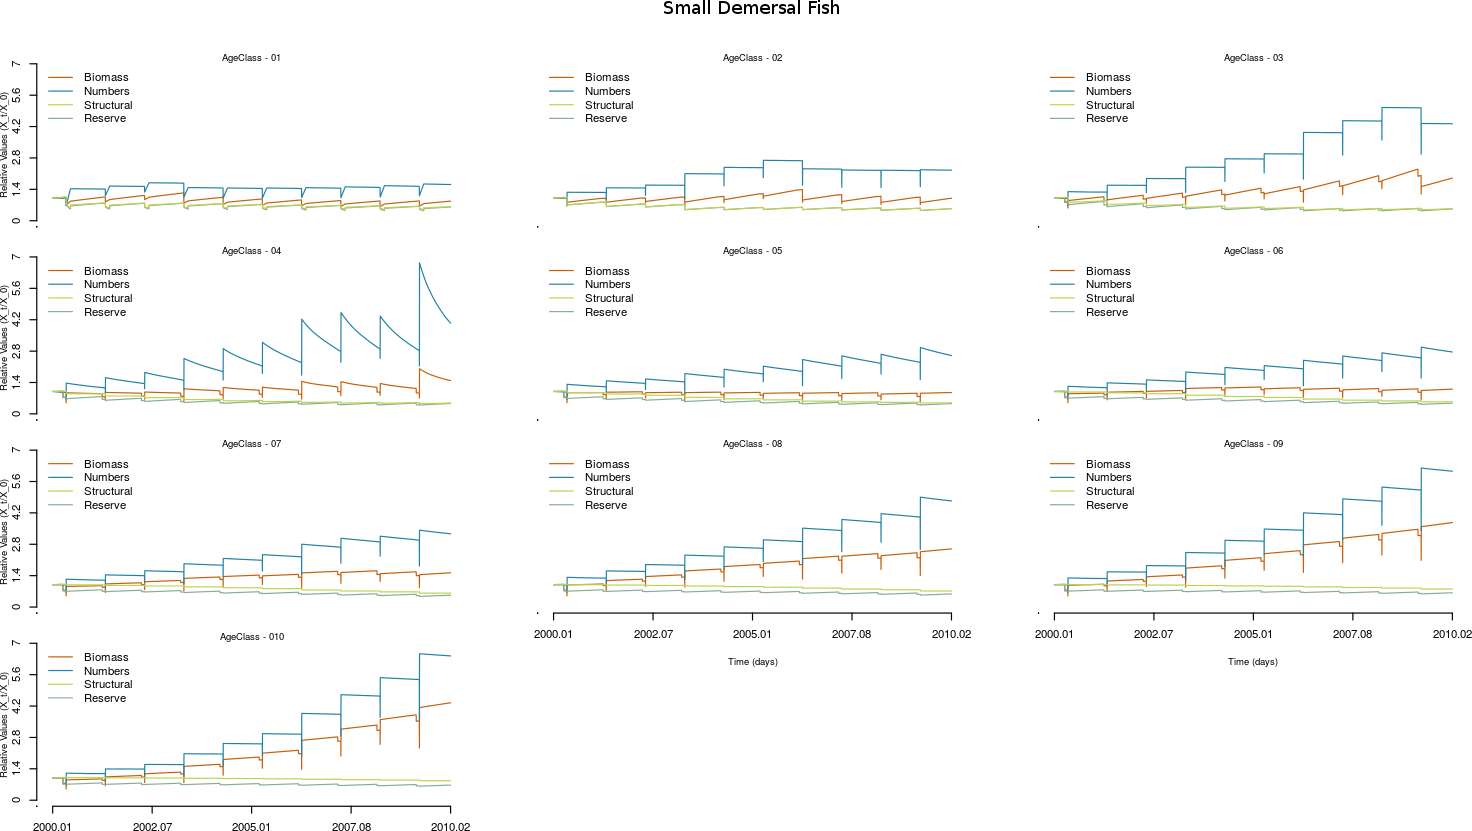 Small Demersal Fish
AgeClass - 01
Relative Values (X_t/X_0)
0 1.4 2.8 4.2 5.6 7
Biomass
Numbers
Structural
Reserve
AgeClass - 02
Biomass
Numbers
Structural
Reserve
AgeClass - 03
Biomass
Numbers
Structural
Reserve
AgeClass - 04
Relative Values (X_t/X_0)
0 1.4 2.8 4.2 5.6 7
Biomass
Numbers
Structural
Reserve
AgeClass - 05
Biomass
Numbers
Structural
Reserve
AgeClass - 06
Biomass
Numbers
Structural
Reserve
AgeClass - 07
Relative Values (X_t/X_0)
0 1.4 2.8 4.2 5.6 7
Biomass
Numbers
Structural
Reserve
AgeClass - 08
Biomass
Numbers
Structural
Reserve
2000.01 2002.07 2005.01 2007.08 2010.02
Time (days)
AgeClass - 09
Biomass
Numbers
Structural
Reserve
2000.01 2002.07 2005.01 2007.08 2010.02
Time (days)
AgeClass - 010
Relative Values (X_t/X_0)
0 1.4 2.8 4.2 5.6 7
Biomass
Numbers
Structural
Reserve
2000.01 2002.07 2005.01 2007.08 2010.02